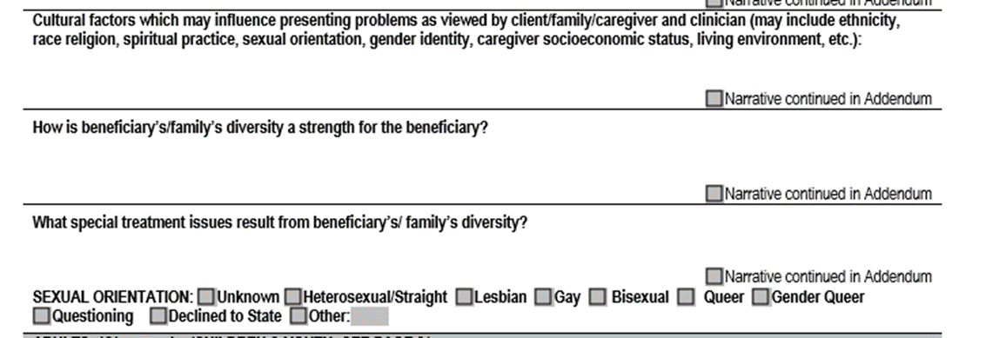 Narrative continued in Addendum
Cultural factors which may influence presenting problems as viewed by client/family/caregiver and clinician (may include ethnicity,
race religion, spiritual practice, sexual orientation, gender identity, caregiver socioeconomic status, living environment, etc.):
Narrative continued in Addendum
How is beneficiary's/family's diversity a strength for the beneficiary?
Narrative continued in Addendum
What special treatment issues result from beneficiary's/ family's diversity?
Narrative continued in Addendum
SEXUAL ORIENTATION: Unknown Heterosexual/Straight Lesbian Gay Bisexual Queer Gender Queer
Questioning Declined to State Other: